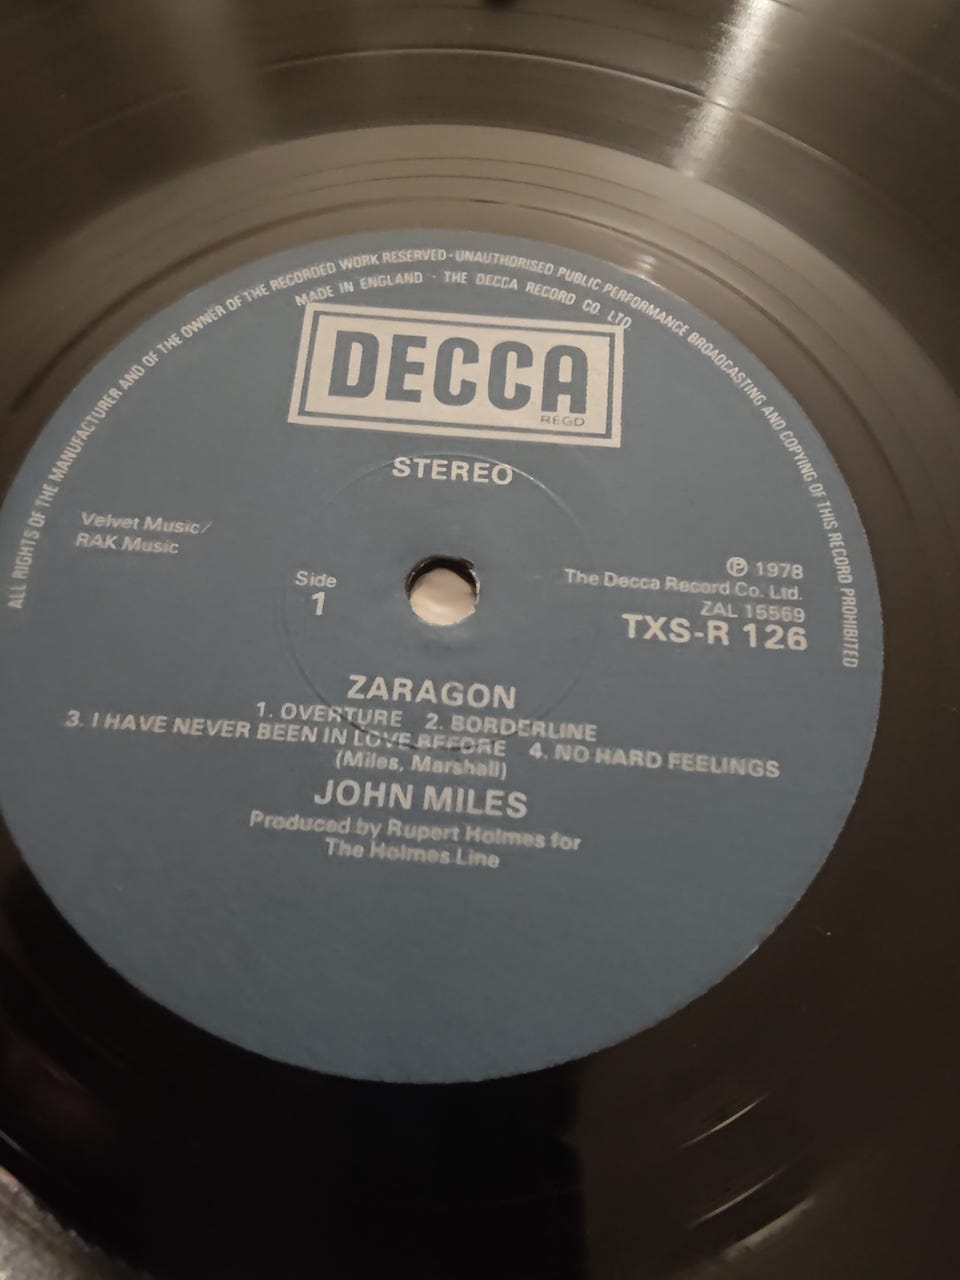 ALL RIGHTS OF THE MANUFACTURER AND OF THE OWNER OF THE RECORDED WORK RESERVED · UNAUTHORISED PUBLIC PERFORMANCE BROADCASTING AND COPYING OF THIS RECORD PROHIBITED
MADE IN ENGLAND · THE DECCA RECORD CO. LTD.
DECCA
REGD
STEREO
Velvet Music/
RAK Music
Side
1
℗ 1978
The Decca Record Co. Ltd.
ZAL 15569
TXS-R 126
ZARAGON
1. OVERTURE 2. BORDERLINE
3. I HAVE NEVER BEEN IN LOVE BEFORE 4. NO HARD FEELINGS
(Miles, Marshall)
JOHN MILES
Produced by Rupert Holmes for
The Holmes Line